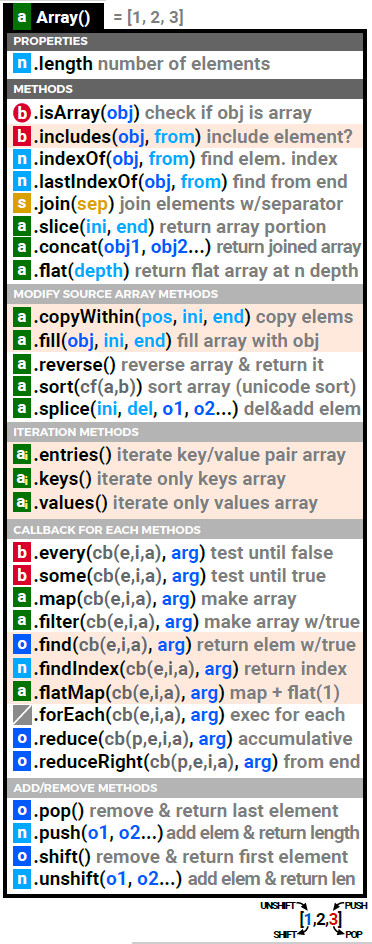 a Array() = [1, 2, 3]
PROPERTIES
n .length number of elements
METHODS
b .isArray(obj) check if obj is array
b .includes(obj, from) include element?
n .indexOf(obj, from) find elem. index
n .lastIndexOf(obj, from) find from end
s .join(sep) join elements w/separator
a .slice(ini, end) return array portion
a .concat(obj1, obj2...) return joined array
a .flat(depth) return flat array at n depth
MODIFY SOURCE ARRAY METHODS
a .copyWithin(pos, ini, end) copy elems
a .fill(obj, ini, end) fill array with obj
a .reverse() reverse array & return it
a .sort(cf(a,b)) sort array (unicode sort)
a .splice(ini, del, o1, o2...) del&add elem
ITERATION METHODS
ai .entries() iterate key/value pair array
ai .keys() iterate only keys array
ai .values() iterate only values array
CALLBACK FOR EACH METHODS
b .every(cb(e,i,a), arg) test until false
b .some(cb(e,i,a), arg) test until true
a .map(cb(e,i,a), arg) make array
a .filter(cb(e,i,a), arg) make array w/true
o .find(cb(e,i,a), arg) return elem w/true
n .findIndex(cb(e,i,a), arg) return index
a .flatMap(cb(e,i,a), arg) map + flat(1)
.forEach(cb(e,i,a), arg) exec for each
o .reduce(cb(p,e,i,a), arg) accumulative
o .reduceRight(cb(p,e,i,a), arg) from end
ADD/REMOVE METHODS
o .pop() remove & return last element
n .push(o1, o2...) add elem & return length
o .shift() remove & return first element
n .unshift(o1, o2...) add elem & return len
UNSHIFT PUSH
[1,2,3]
SHIFT POP